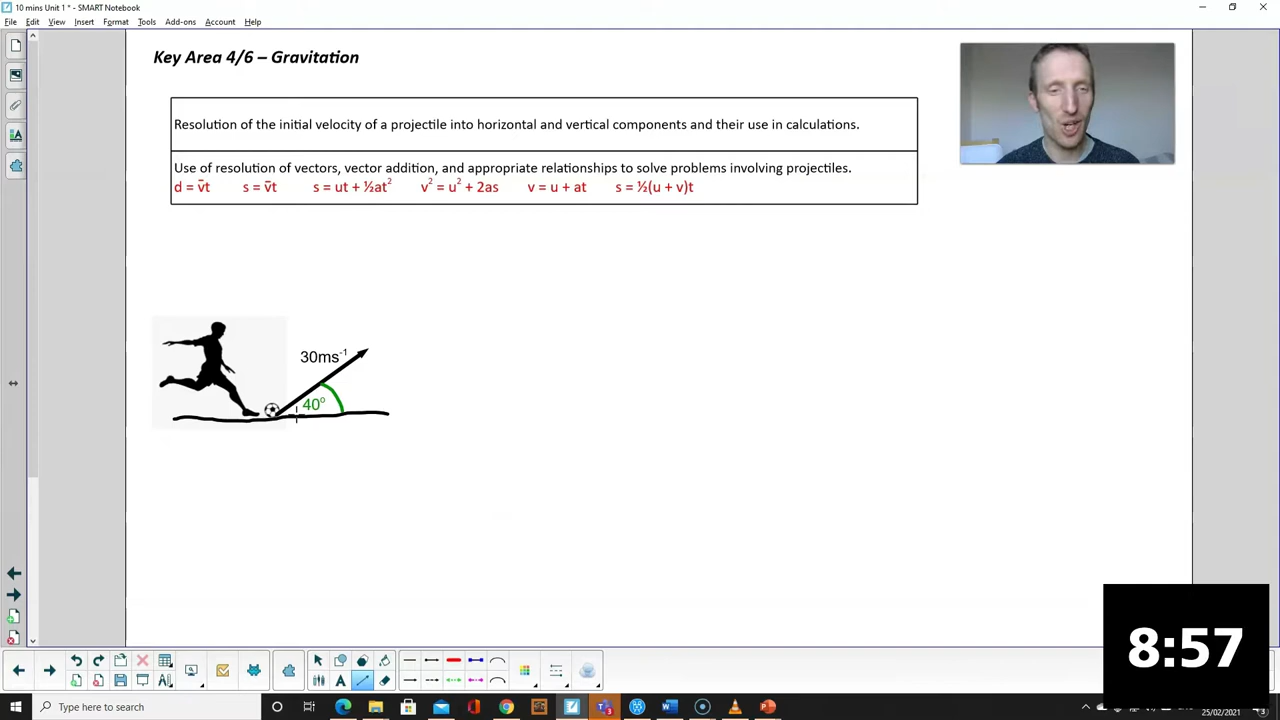 10 mins Unit 1 * - SMART Notebook
File Edit View Insert Format Tools Add-ons Account Help
Key Area 4/6 – Gravitation
Resolution of the initial velocity of a projectile into horizontal and vertical components and their use in calculations.
Use of resolution of vectors, vector addition, and appropriate relationships to solve problems involving projectiles.
d = v̄t s = v̄t s = ut + ½at² v² = u² + 2as v = u + at s = ½(u + v)t
30ms⁻¹
40°
8:57
Type here to search
25/02/2021